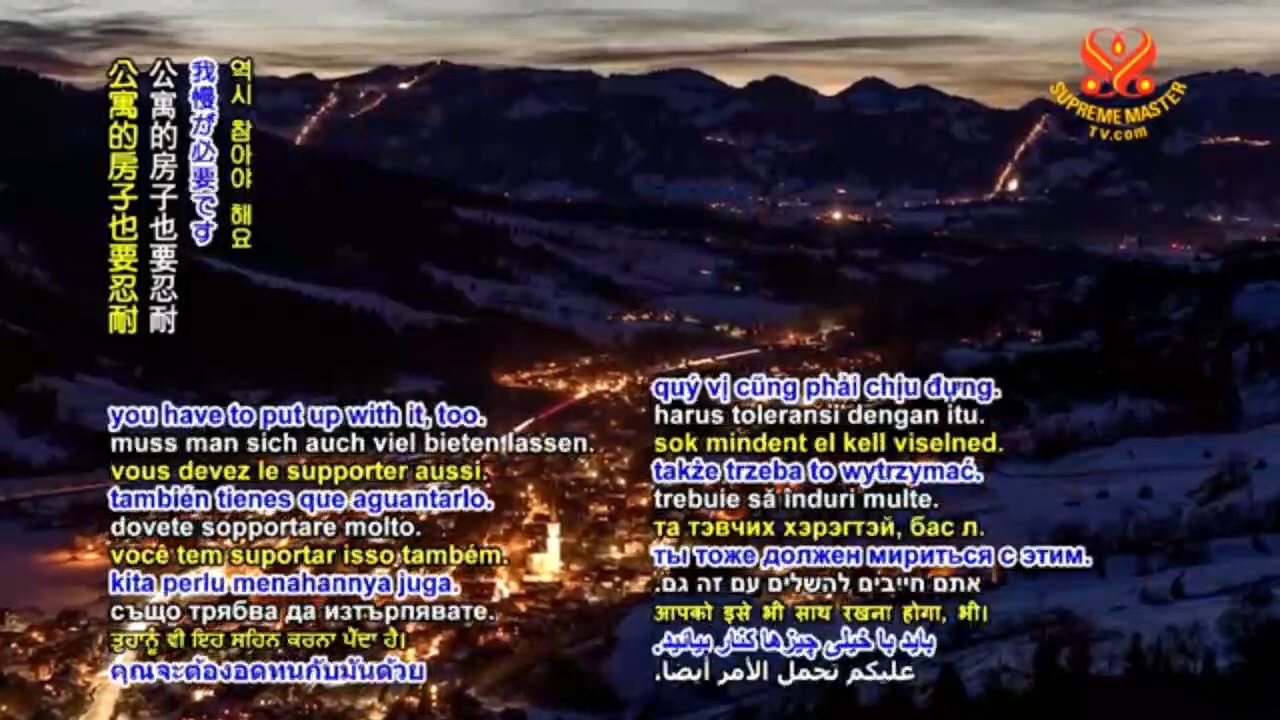 公寓的房子也要忍耐
公寓的房子也要忍耐
我慢が必要です
역시 참아야 해요
SUPREME MASTER
TV.com
you have to put up with it, too.
muss man sich auch viel bieten lassen.
vous devez le supporter aussi.
también tienes que aguantarlo.
dovete sopportare molto.
você tem suportar isso também.
kita perlu menahannya juga.
също трябва да изтърпявате.
ਤੁਹਾਨੂੰ ਵੀ ਇਹ ਸਹਿਨ ਕਰਨਾ ਪੈਂਦਾ ਹੈ।
คุณจะต้องอดทนกับมันด้วย
quý vị cũng phải chịu đựng.
harus toleransi dengan itu.
sok mindent el kell viselned.
także trzeba to wytrzymać.
trebuie să înduri multe.
та тэвчих хэрэгтэй, бас л.
ты тоже должен мириться с этим.
אתם חייבים להשלים עם זה גם.
आपको इसे भी साथ रखना होगा, भी।
باید با خیلی چیزها کنار بیائید.
عليكم تحمل الأمر أيضا.